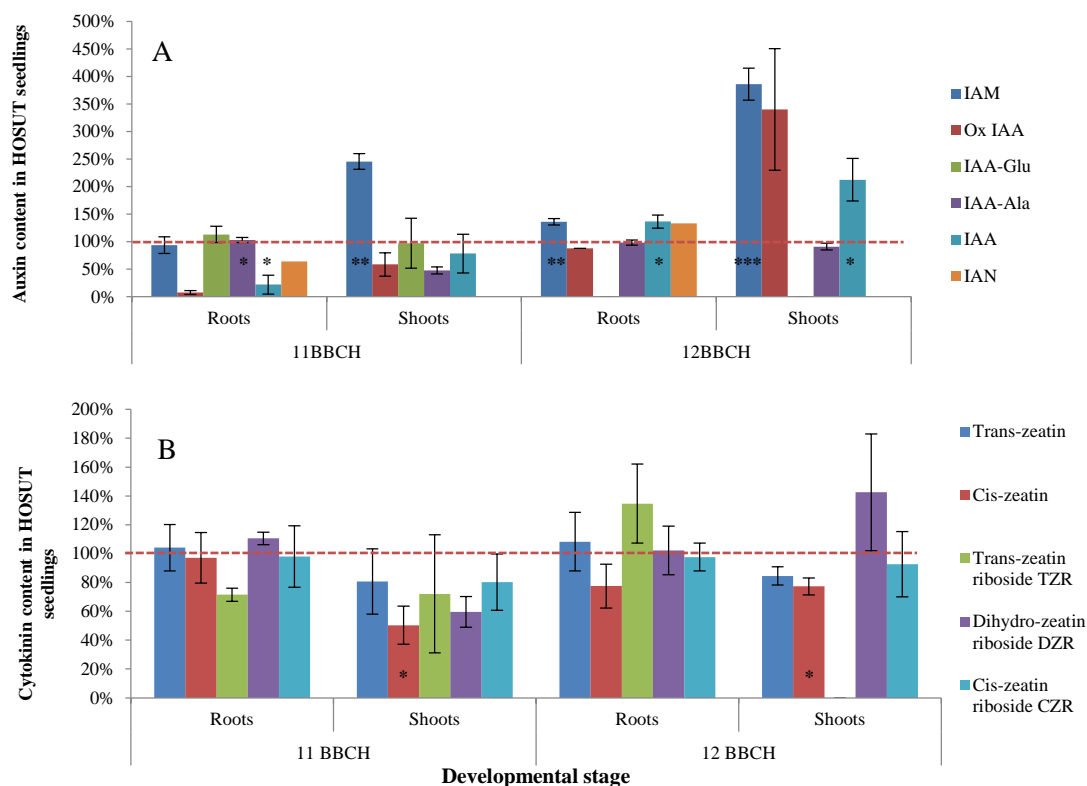 A
Auxin content in HOSUT seedlings
500%
450%
400%
350%
300%
250%
200%
150%
100%
50%
0%
* * ** ** * *** *
Roots Shoots Roots Shoots
11BBCH 12BBCH
IAM
Ox IAA
IAA-Glu
IAA-Ala
IAA
IAN
B
Cytokinin content in HOSUT
seedlings
200%
180%
160%
140%
120%
100%
80%
60%
40%
20%
0%
* *
Roots Shoots Roots Shoots
11 BBCH 12 BBCH
Developmental stage
Trans-zeatin
Cis-zeatin
Trans-zeatin
riboside TZR
Dihydro-zeatin
riboside DZR
Cis-zeatin
riboside CZR